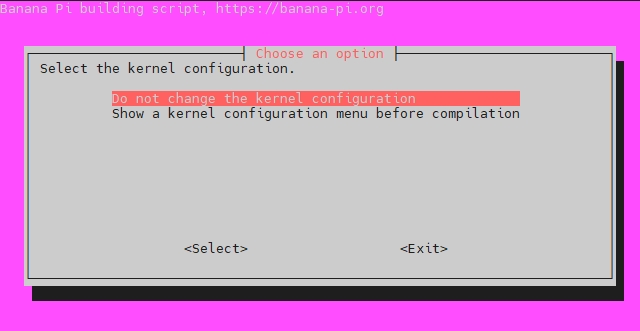 Banana Pi building script, https://banana-pi.org
Choose an option
Select the kernel configuration.
Do not change the kernel configuration
Show a kernel configuration menu before compilation
<Select> <Exit>